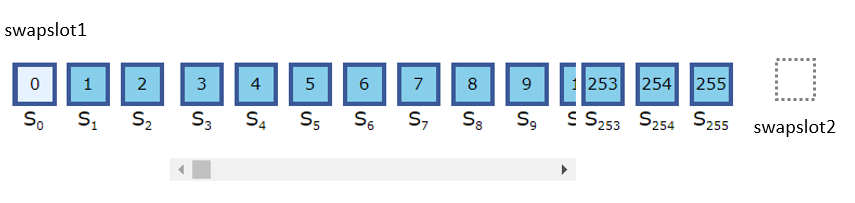 swapslot1
0 1 2 3 4 5 6 7 8 9 1 253 254 255
S0 S1 S2 S3 S4 S5 S6 S7 S8 S9 S S253 S254 S255
swapslot2